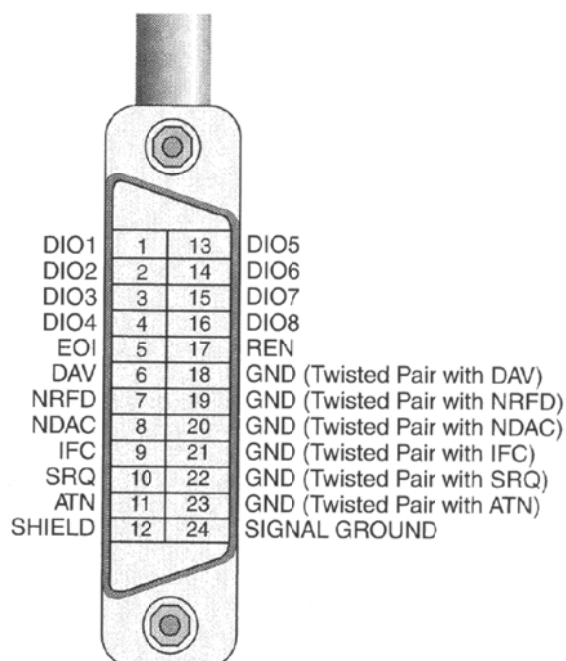 DIO1 1 13 DIO5
DIO2 2 14 DIO6
DIO3 3 15 DIO7
DIO4 4 16 DIO8
EOI 5 17 REN
DAV 6 18 GND (Twisted Pair with DAV)
NRFD 7 19 GND (Twisted Pair with NRFD)
NDAC 8 20 GND (Twisted Pair with NDAC)
IFC 9 21 GND (Twisted Pair with IFC)
SRQ 10 22 GND (Twisted Pair with SRQ)
ATN 11 23 GND (Twisted Pair with ATN)
SHIELD 12 24 SIGNAL GROUND